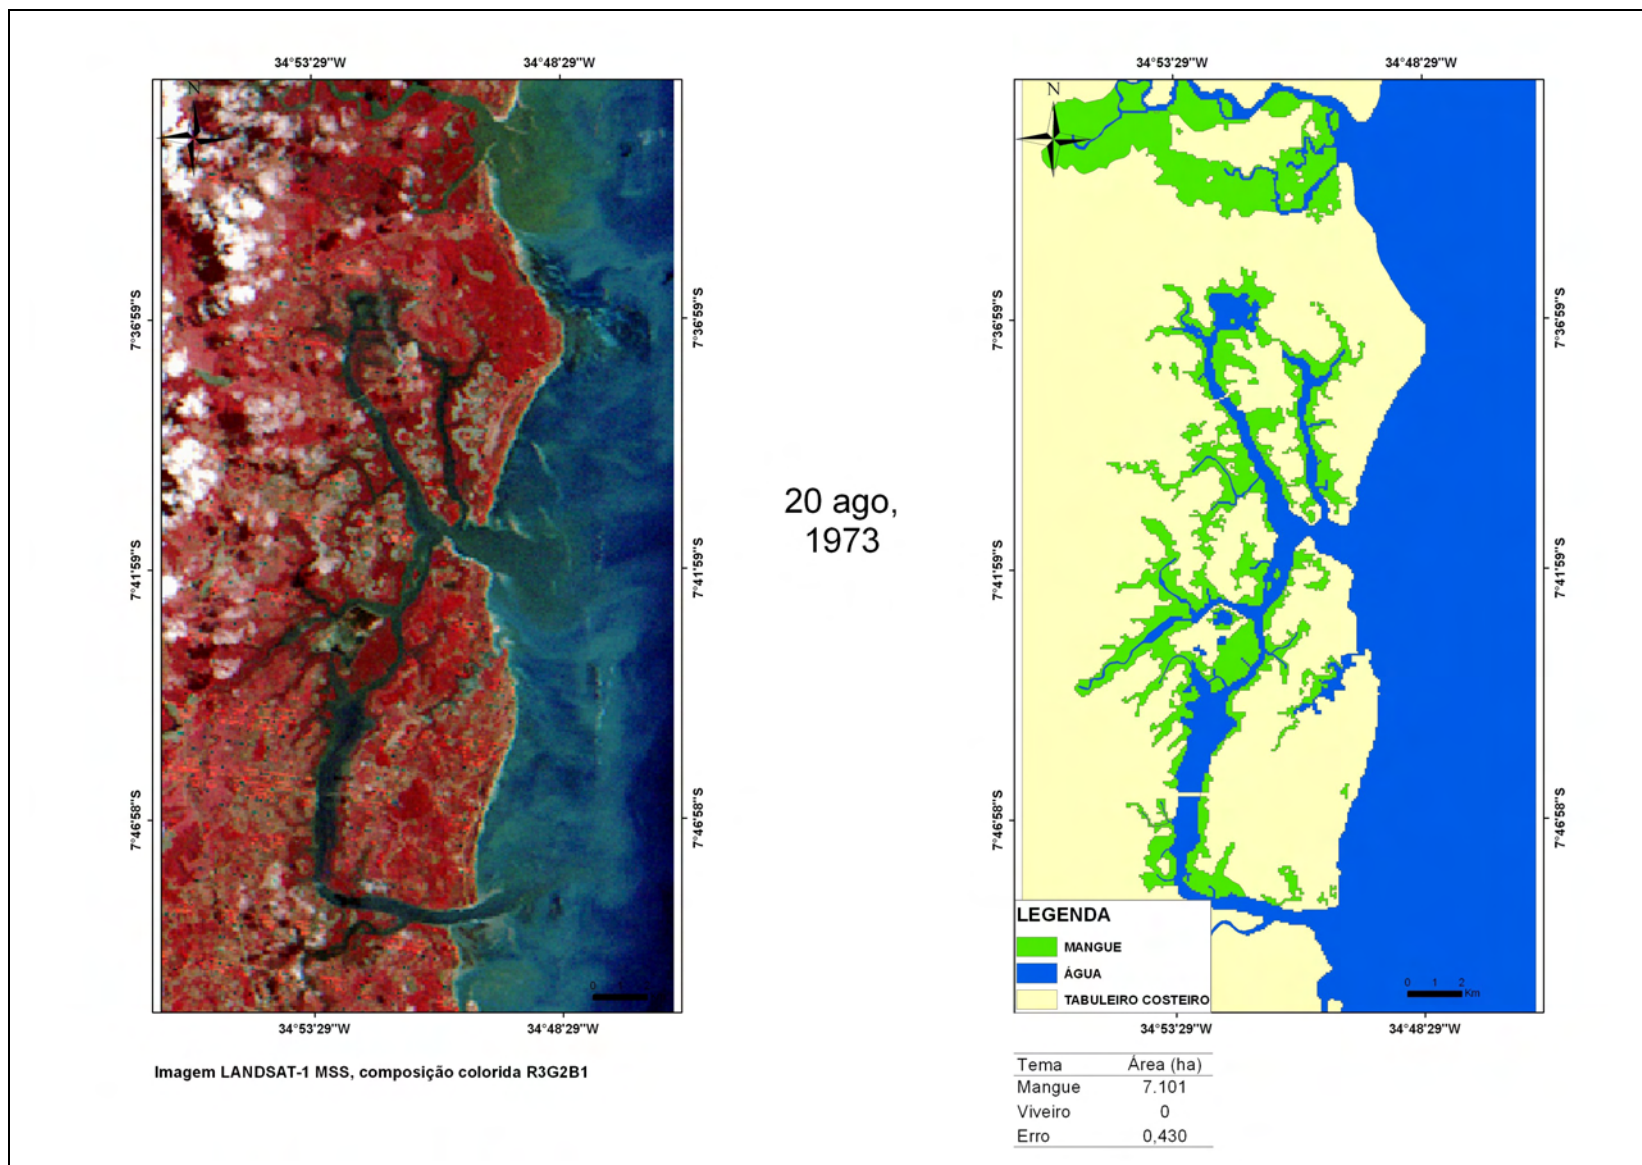 34°53'29"W 34°48'29"W
N
7°36'59"S 7°36'59"S
7°41'59"S 7°41'59"S
7°46'58"S 7°46'58"S
0
34°53'29"W 34°48'29"W
Imagem LANDSAT-1 MSS, composição colorida R3G2B1
20 ago,
1973
34°53'29"W 34°48'29"W
N
7°36'59"S 7°36'59"S
7°41'59"S 7°41'59"S
7°46'58"S 7°46'58"S
LEGENDA
MANGUE
ÁGUA
TABULEIRO COSTEIRO
0 1 2
Km
34°53'29"W 34°48'29"W
Tema Área (ha)
Mangue 7.101
Viveiro 0
Erro 0,430